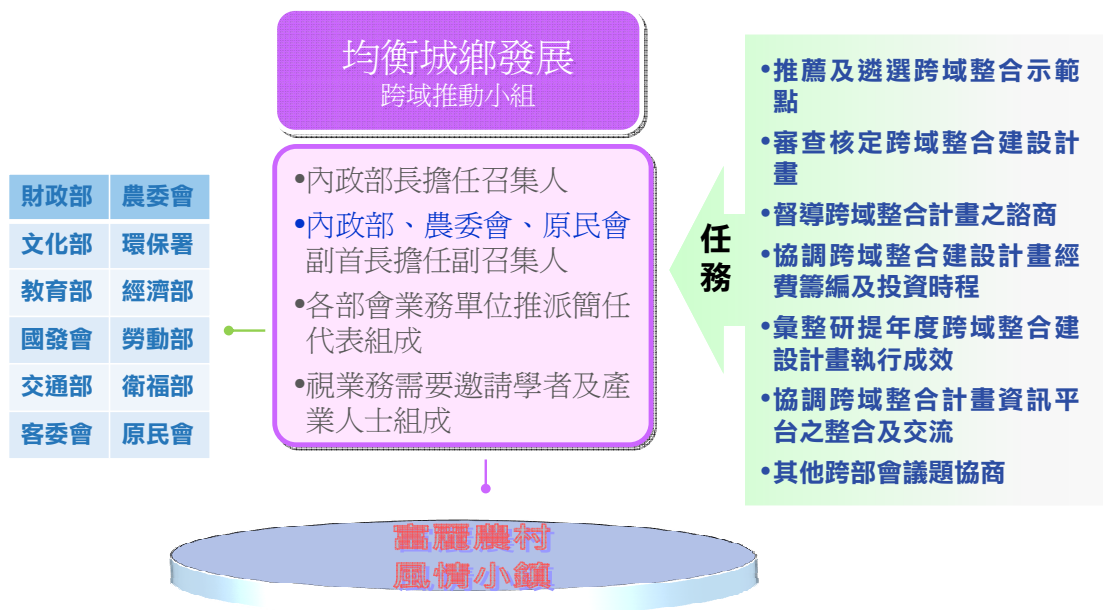 均衡城鄉發展
跨域推動小組
•內政部長擔任召集人
•內政部、農委會、原民會
副首長擔任副召集人
•各部會業務單位推派簡任
代表組成
•視業務需要邀請學者及產
業人士組成
財政部 農委會
文化部 環保署
教育部 經濟部
國發會 勞動部
交通部 衛福部
客委會 原民會
任
務
•推薦及遴選跨域整合示範
點
•審查核定跨域整合建設計
畫
•督導跨域整合計畫之諮商
•協調跨域整合建設計畫經
費籌編及投資時程
•彙整研提年度跨域整合建
設計畫執行成效
•協調跨域整合計畫資訊平
台之整合及交流
•其他跨部會議題協商
富麗農村
風情小鎮